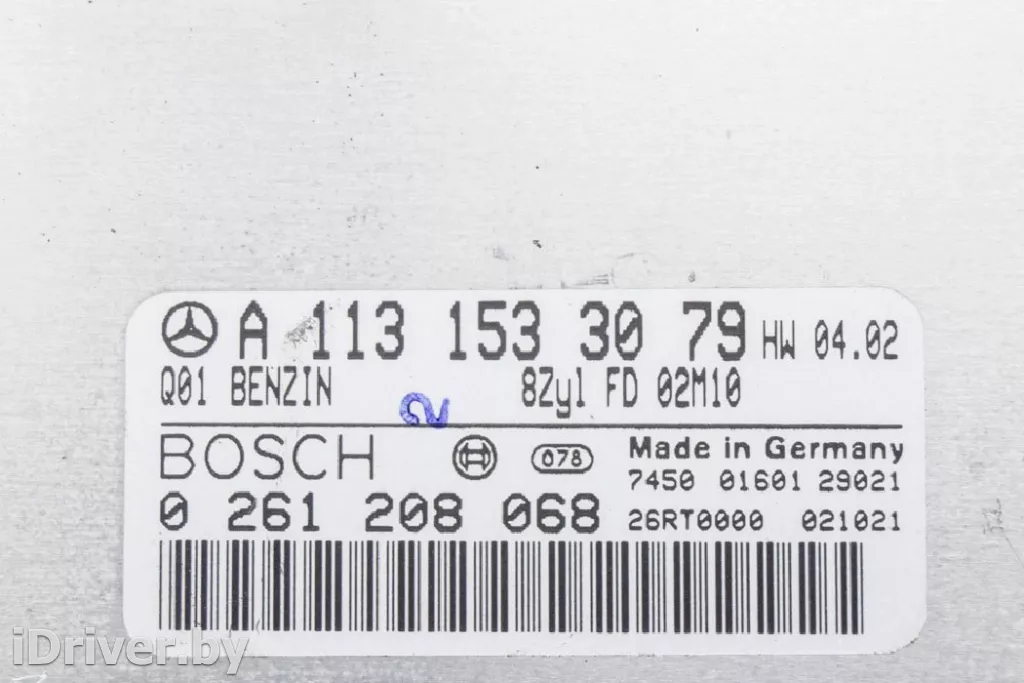 A 113 153 30 79 HW 04.02
Q01 BENZIN 8Zyl FD 02M10
2
BOSCH 078 Made in Germany
7450 01601 29021
0 261 208 068 26RT0000 021021
iDriver.by